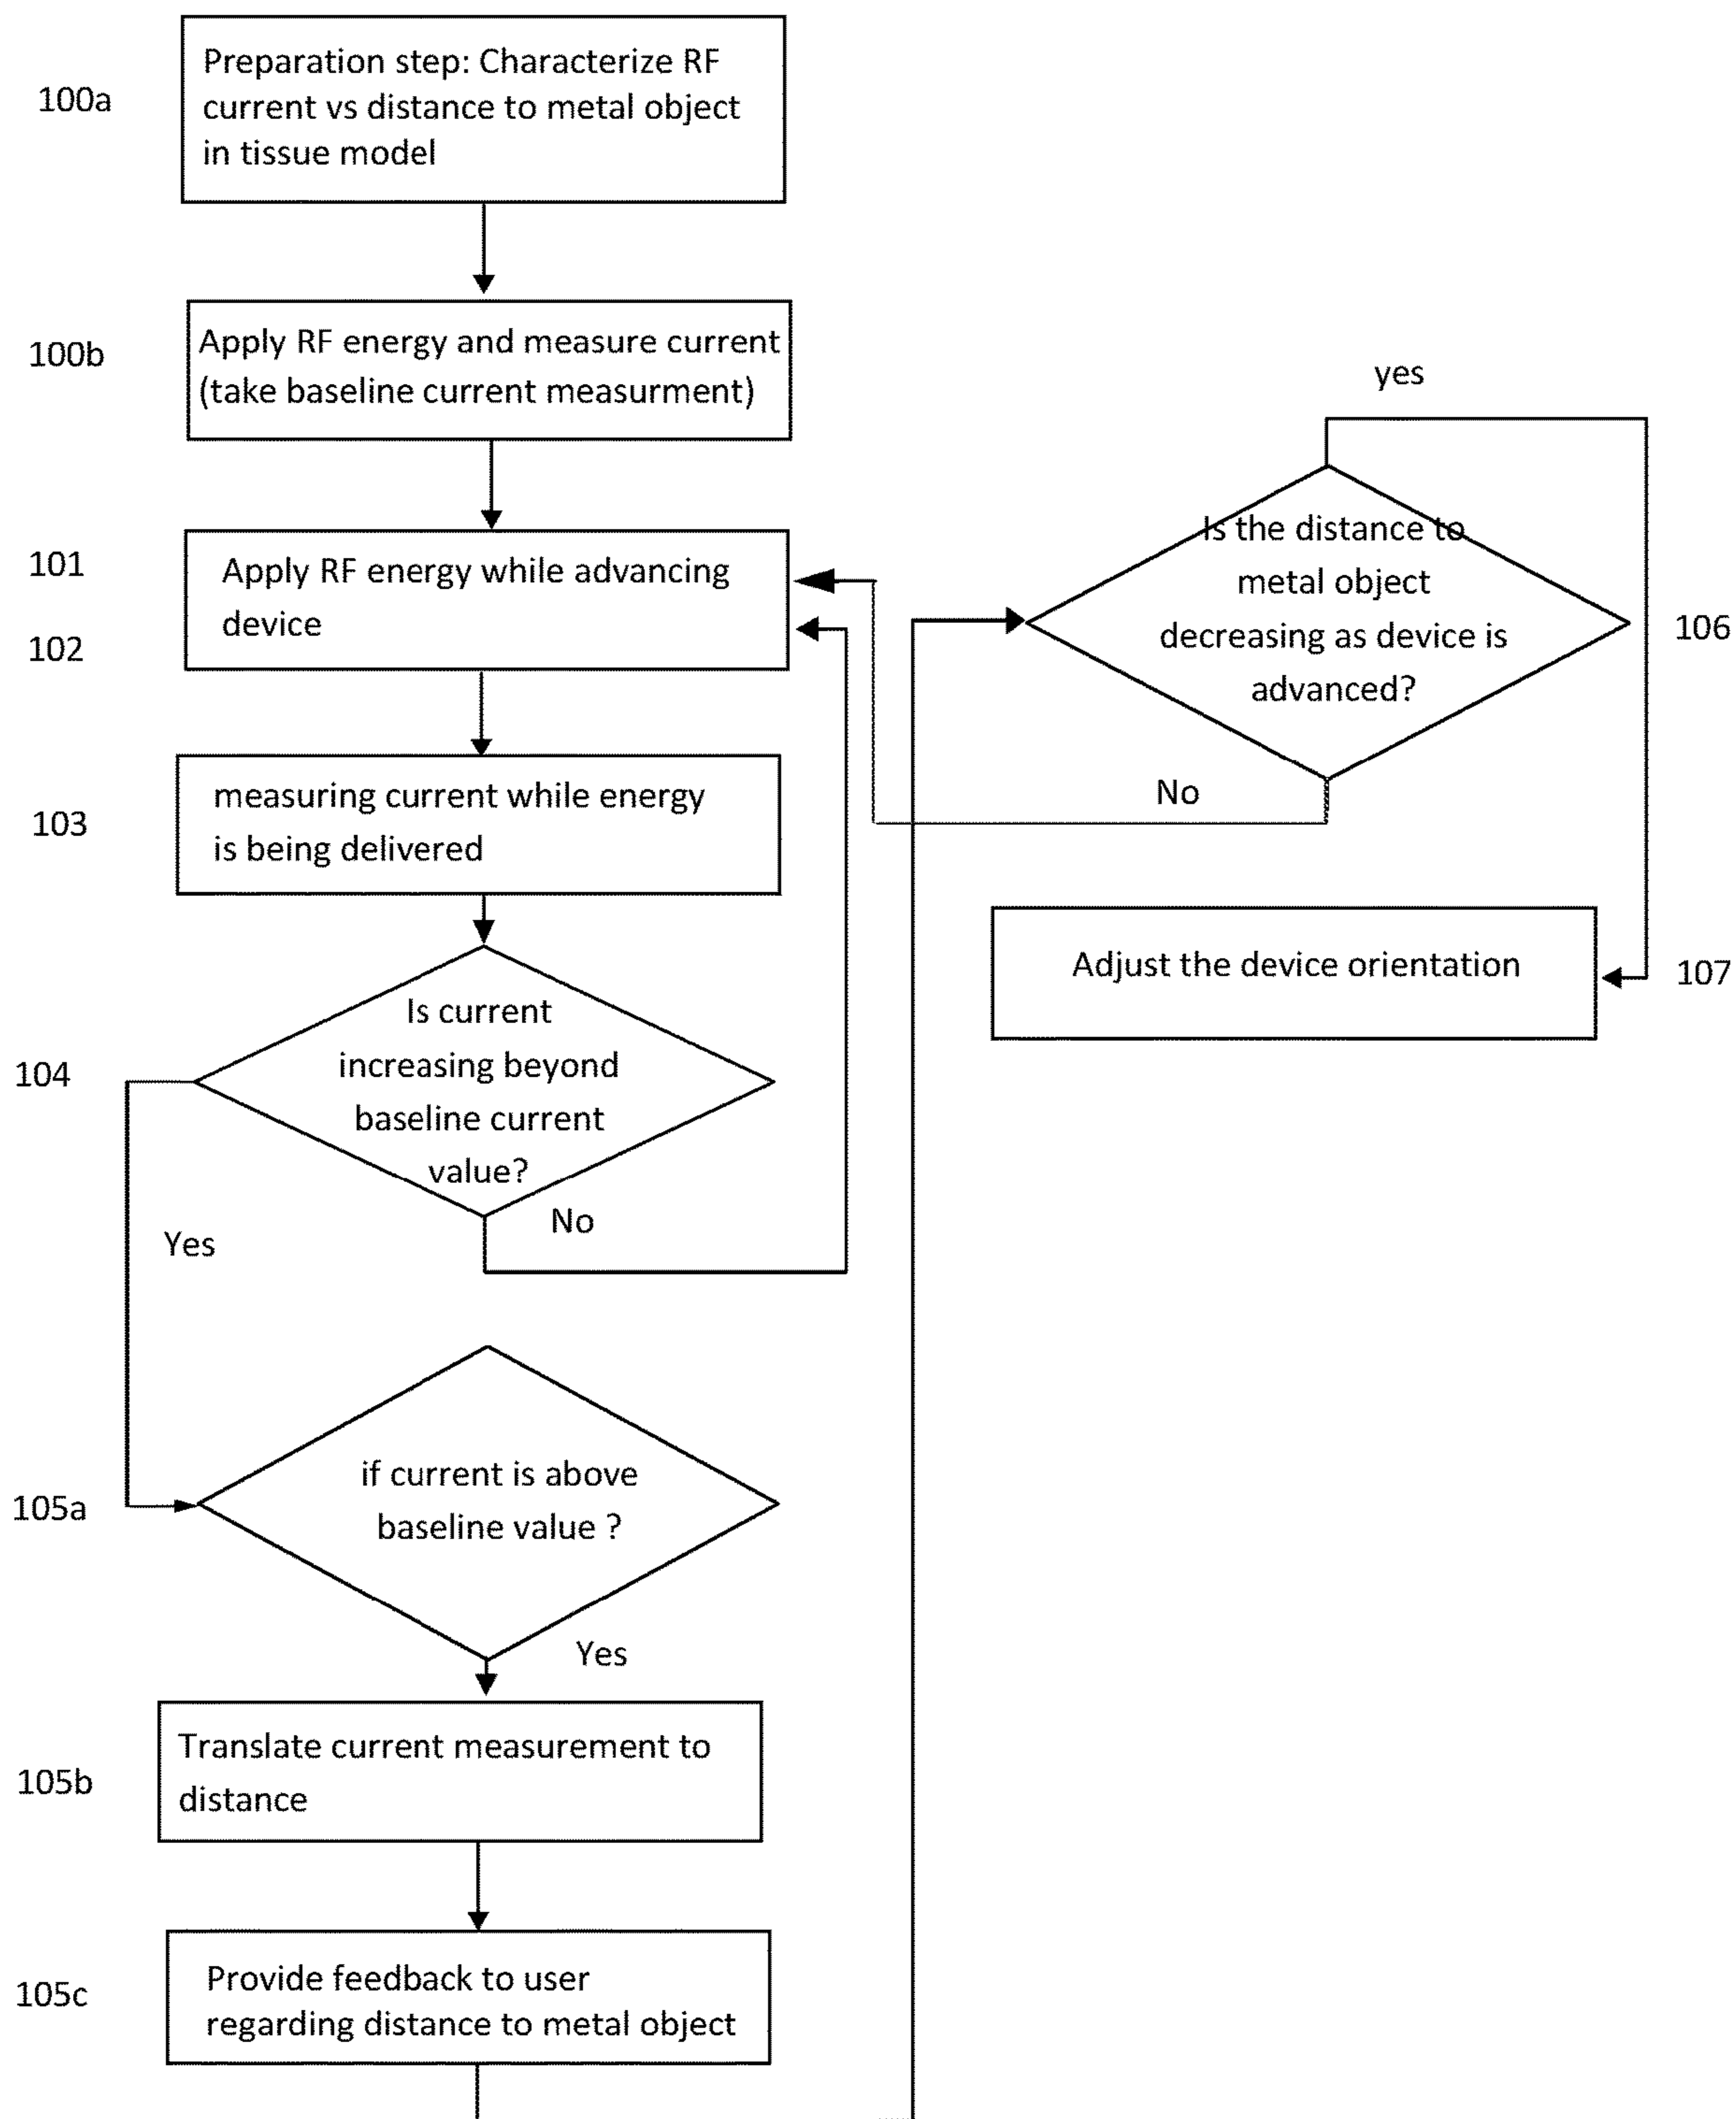 100a
Preparation step: Characterize RF
current vs distance to metal object
in tissue model
100b
Apply RF energy and measure current
(take baseline current measurment)
101
102
Apply RF energy while advancing
device
103
measuring current while energy
is being delivered
104
Is current
increasing beyond
baseline current
value?
No
Yes
105a
if current is above
baseline value ?
Yes
105b
Translate current measurement to
distance
105c
Provide feedback to user
regarding distance to metal object
yes
Is the distance to
metal object
decreasing as device is
advanced?
106
No
Adjust the device orientation
107